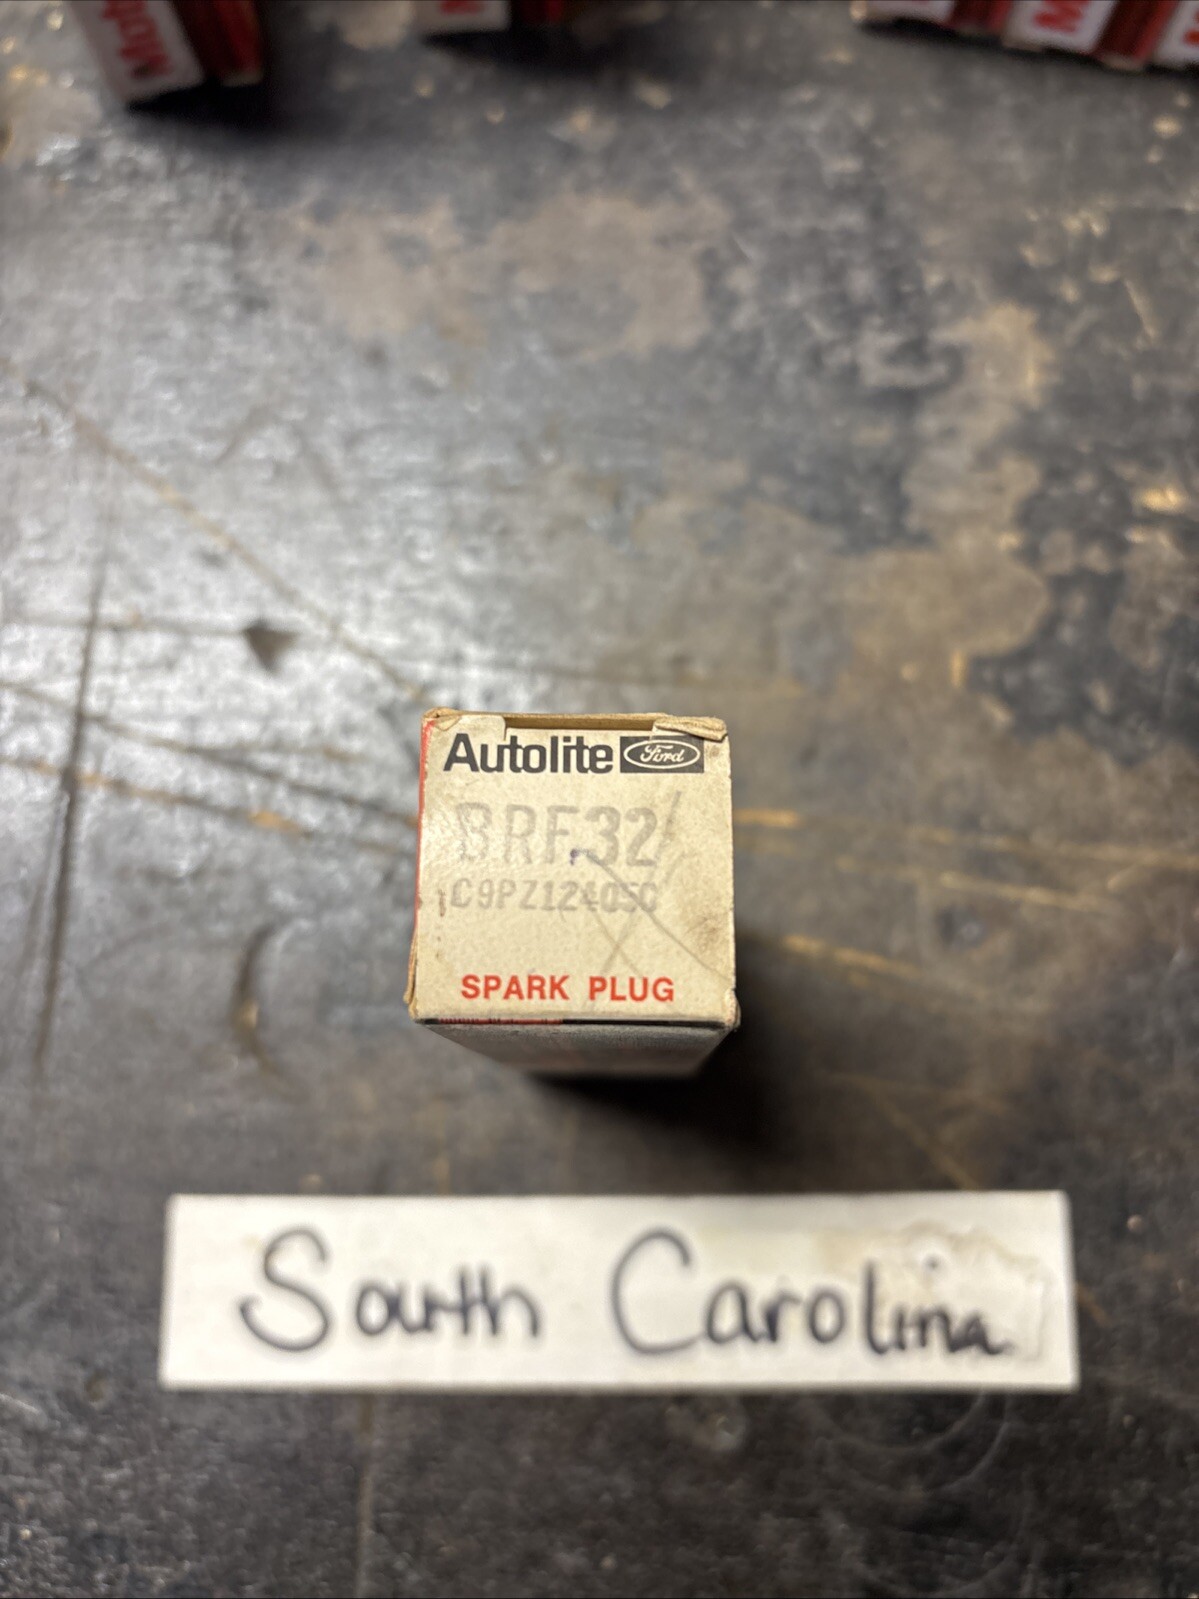 Autolite Ford
BRF32
C9PZ12405C
SPARK PLUG
South Carolina